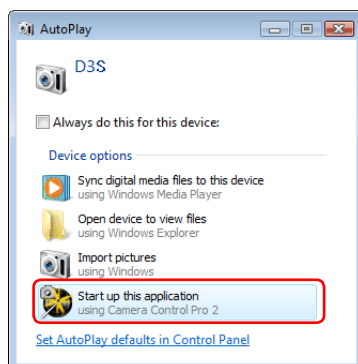 AutoPlay
D3S
Always do this for this device:
Device options
Sync digital media files to this device
using Windows Media Player
Open device to view files
using Windows Explorer
Import pictures
using Windows
Start up this application
using Camera Control Pro 2
Set AutoPlay defaults in Control Panel